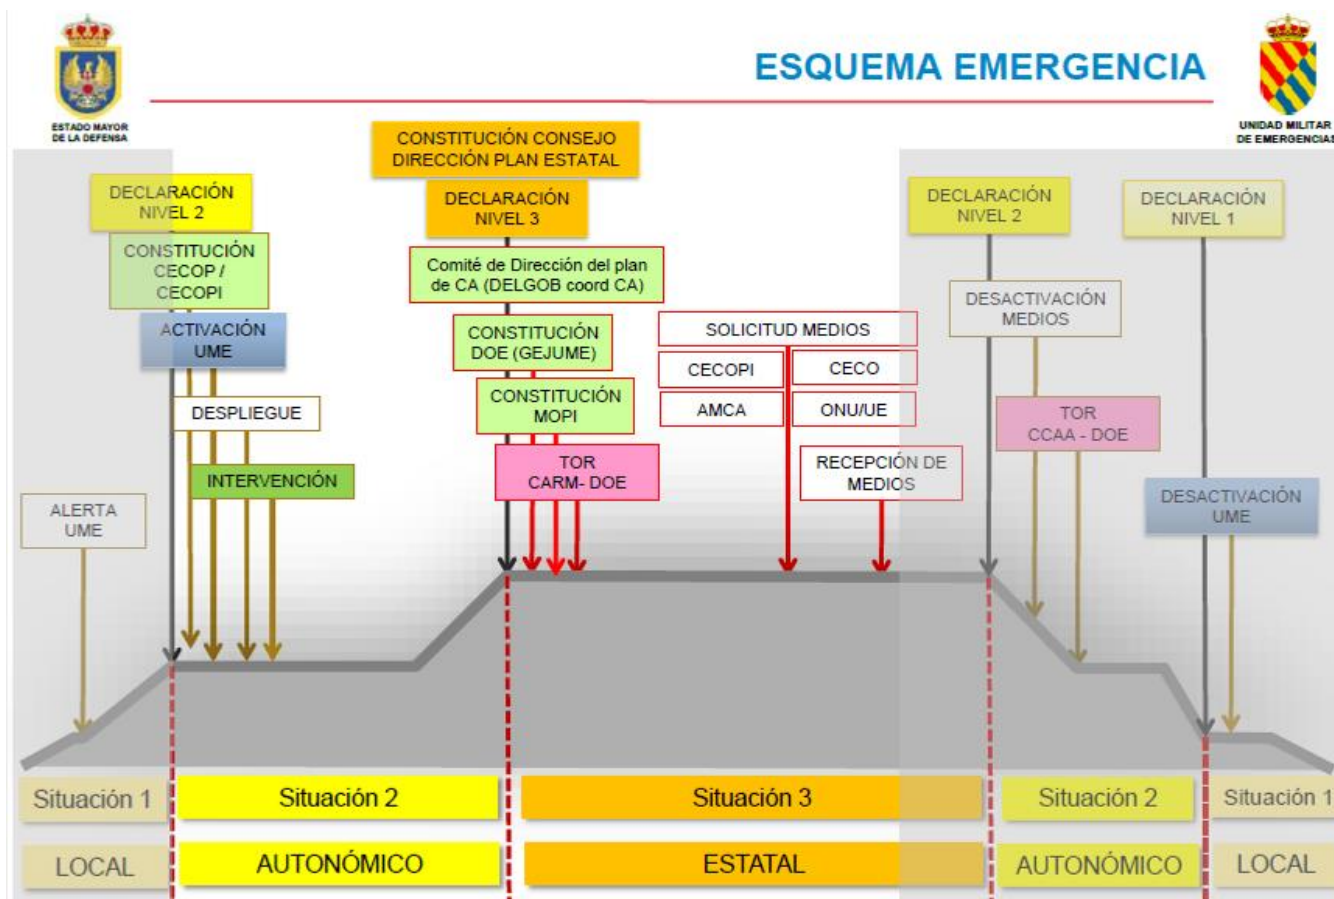 ESQUEMA EMERGENCIA
ESTADO MAYOR
DE LA DEFENSA
UNIDAD MILITAR
DE EMERGENCIAS
CONSTITUCIÓN CONSEJO
DIRECCIÓN PLAN ESTATAL
DECLARACIÓN
NIVEL 2
CONSTITUCIÓN
CECOP /
CECOPI
ACTIVACIÓN
UME
DESPLIEGUE
INTERVENCIÓN
ALERTA
UME
DECLARACIÓN
NIVEL 3
Comité de Dirección del plan
de CA (DELGOB coord CA)
CONSTITUCIÓN
DOE (GEJUME)
CONSTITUCIÓN
MOPI
TOR
CARM- DOE
SOLICITUD MEDIOS
CECOPI
CECO
AMCA
ONU/UE
RECEPCIÓN DE
MEDIOS
DECLARACIÓN
NIVEL 2
DESACTIVACIÓN
MEDIOS
TOR
CCAA - DOE
DECLARACIÓN
NIVEL 1
DESACTIVACIÓN
UME
Situación 1
Situación 2
Situación 3
Situación 2
Situación 1
LOCAL
AUTONÓMICO
ESTATAL
AUTONÓMICO
LOCAL